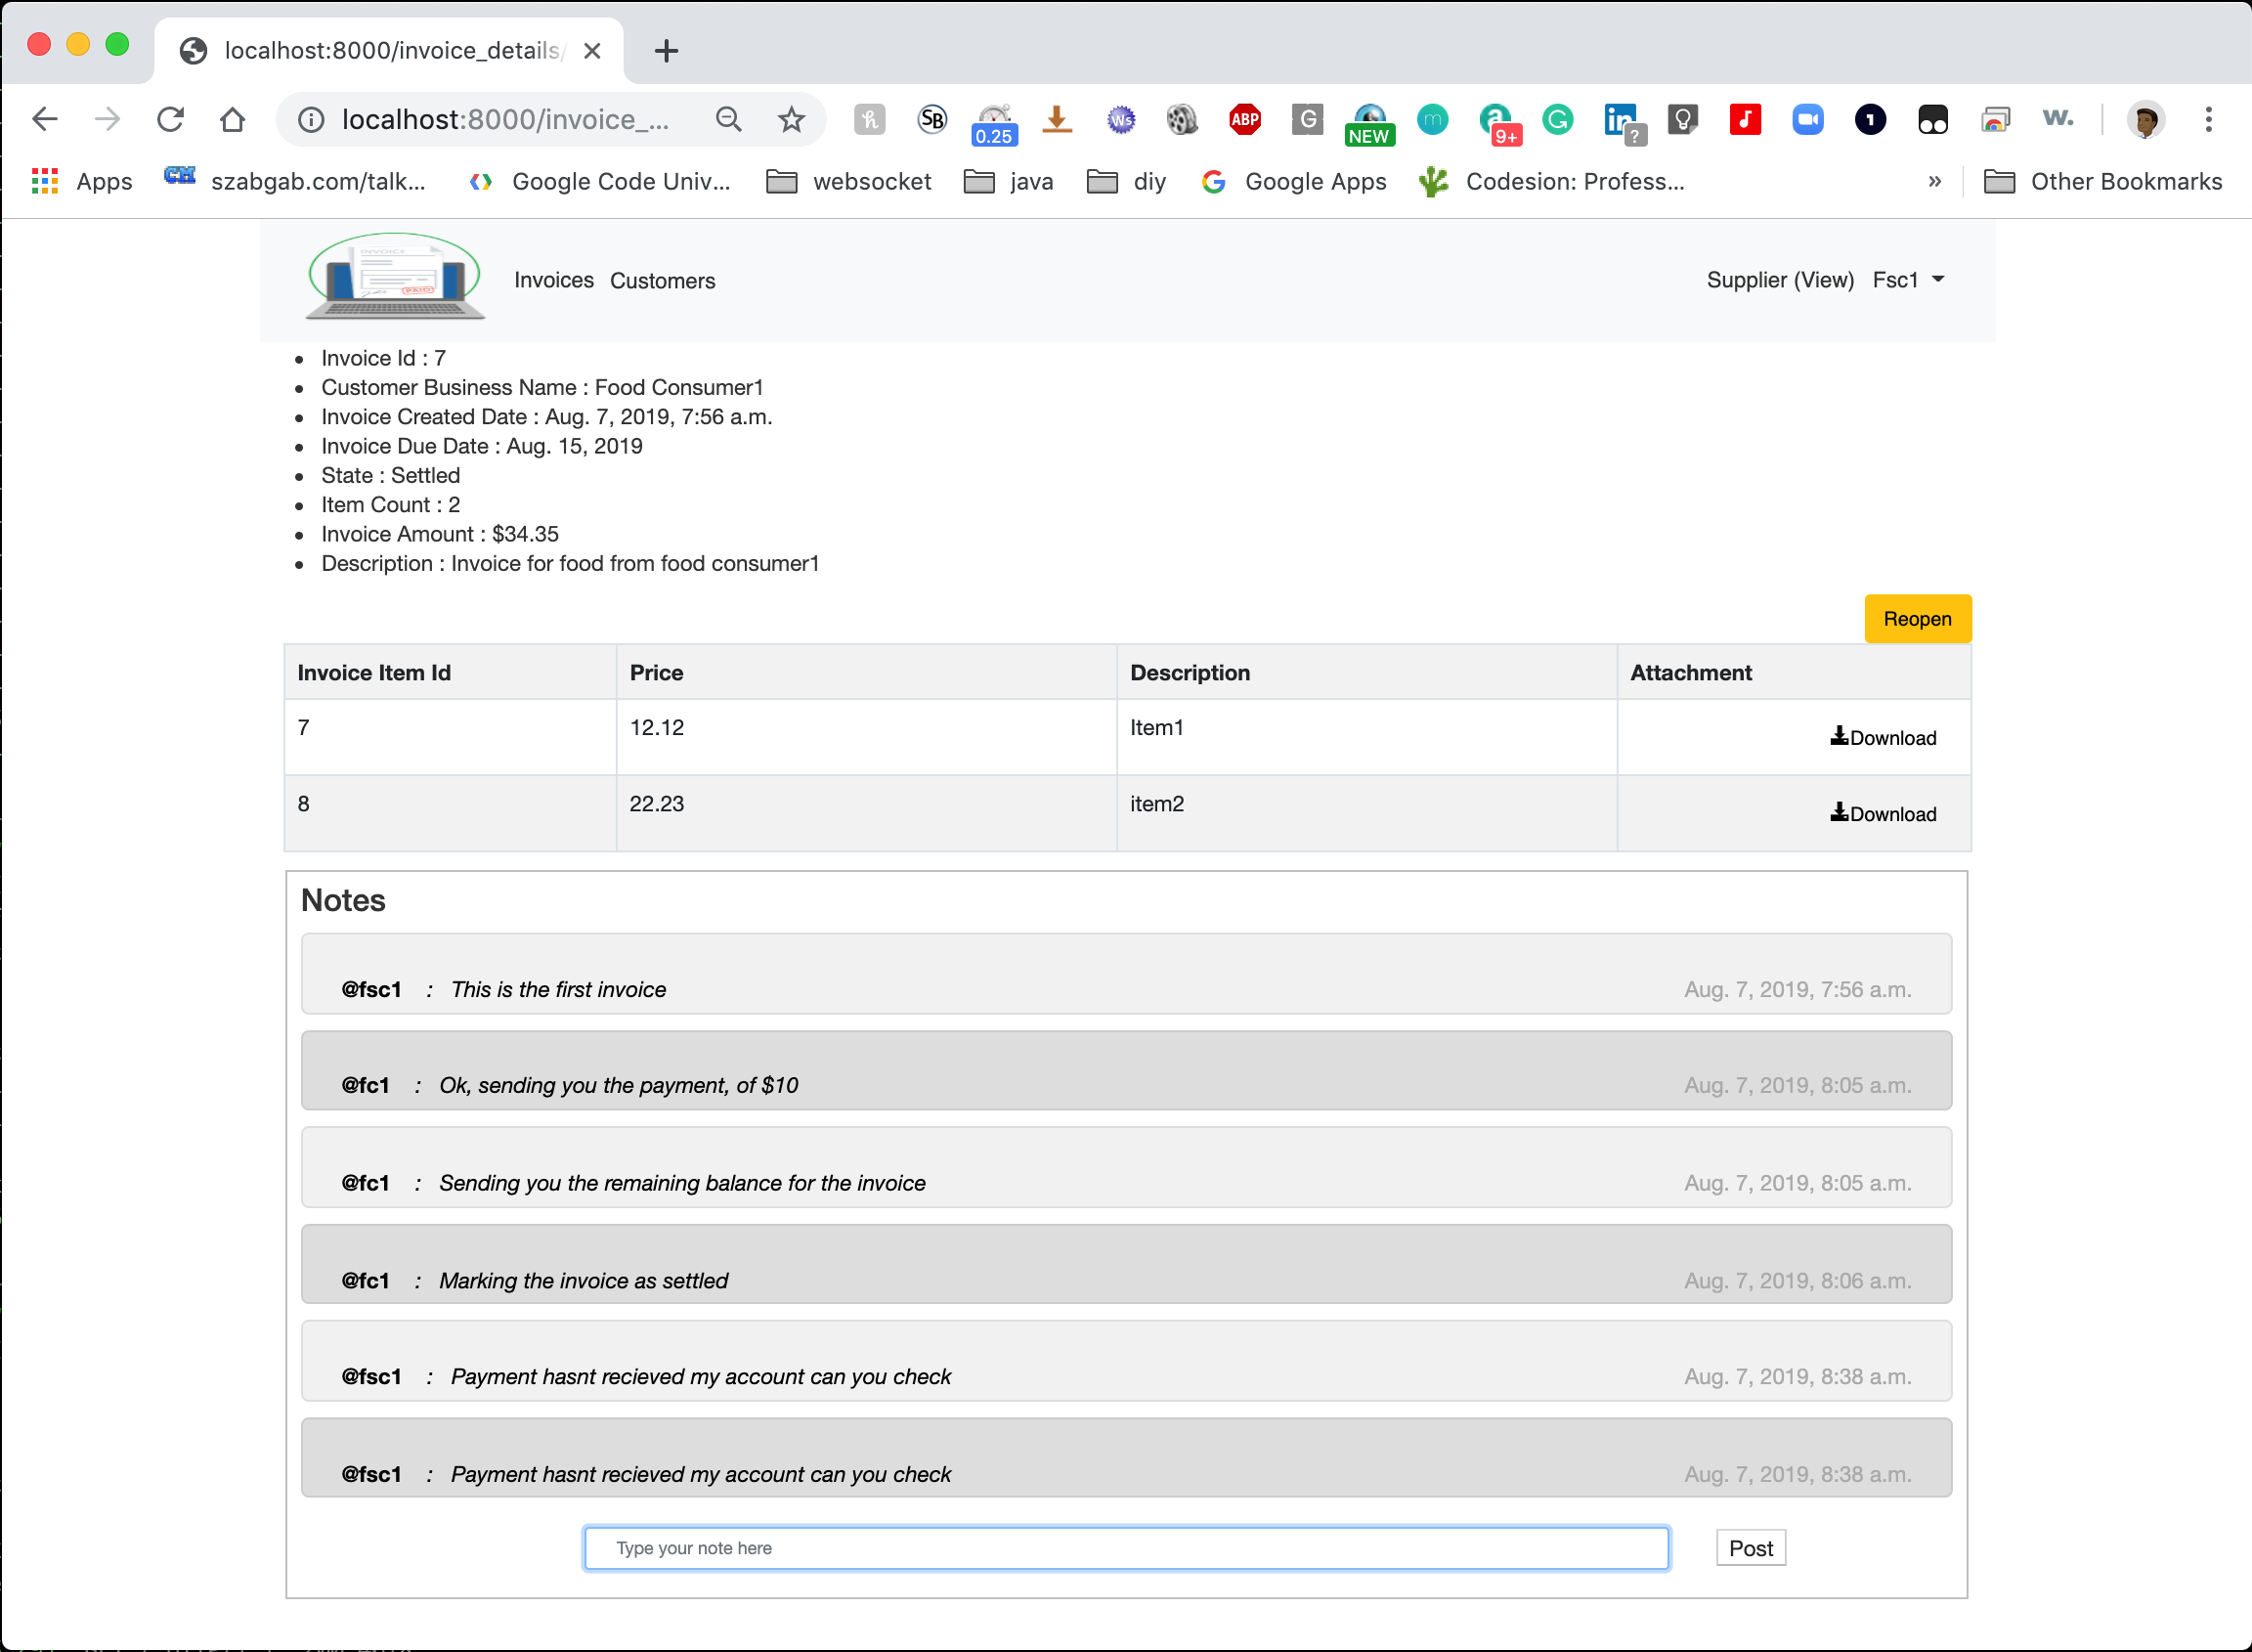 localhost:8000/invoice_details/
localhost:8000/invoice_...
SB
0.25
Ws
ABP
G
NEW
m
a
9+
G
in
?
1
w.
Apps
CM
szabgab.com/talk...
Google Code Univ...
websocket
java
diy
Google Apps
Codesion: Profess...
»
Other Bookmarks
INVOICE
PAID
Invoices Customers
Supplier (View) Fsc1
Invoice Id : 7
Customer Business Name : Food Consumer1
Invoice Created Date : Aug. 7, 2019, 7:56 a.m.
Invoice Due Date : Aug. 15, 2019
State : Settled
Item Count : 2
Invoice Amount : $34.35
Description : Invoice for food from food consumer1
Reopen
Invoice Item Id Price Description Attachment
7 12.12 Item1 Download
8 22.23 item2 Download
Notes
@fsc1 : This is the first invoice Aug. 7, 2019, 7:56 a.m.
@fc1 : Ok, sending you the payment, of $10 Aug. 7, 2019, 8:05 a.m.
@fc1 : Sending you the remaining balance for the invoice Aug. 7, 2019, 8:05 a.m.
@fc1 : Marking the invoice as settled Aug. 7, 2019, 8:06 a.m.
@fsc1 : Payment hasnt recieved my account can you check Aug. 7, 2019, 8:38 a.m.
@fsc1 : Payment hasnt recieved my account can you check Aug. 7, 2019, 8:38 a.m.
Type your note here
Post